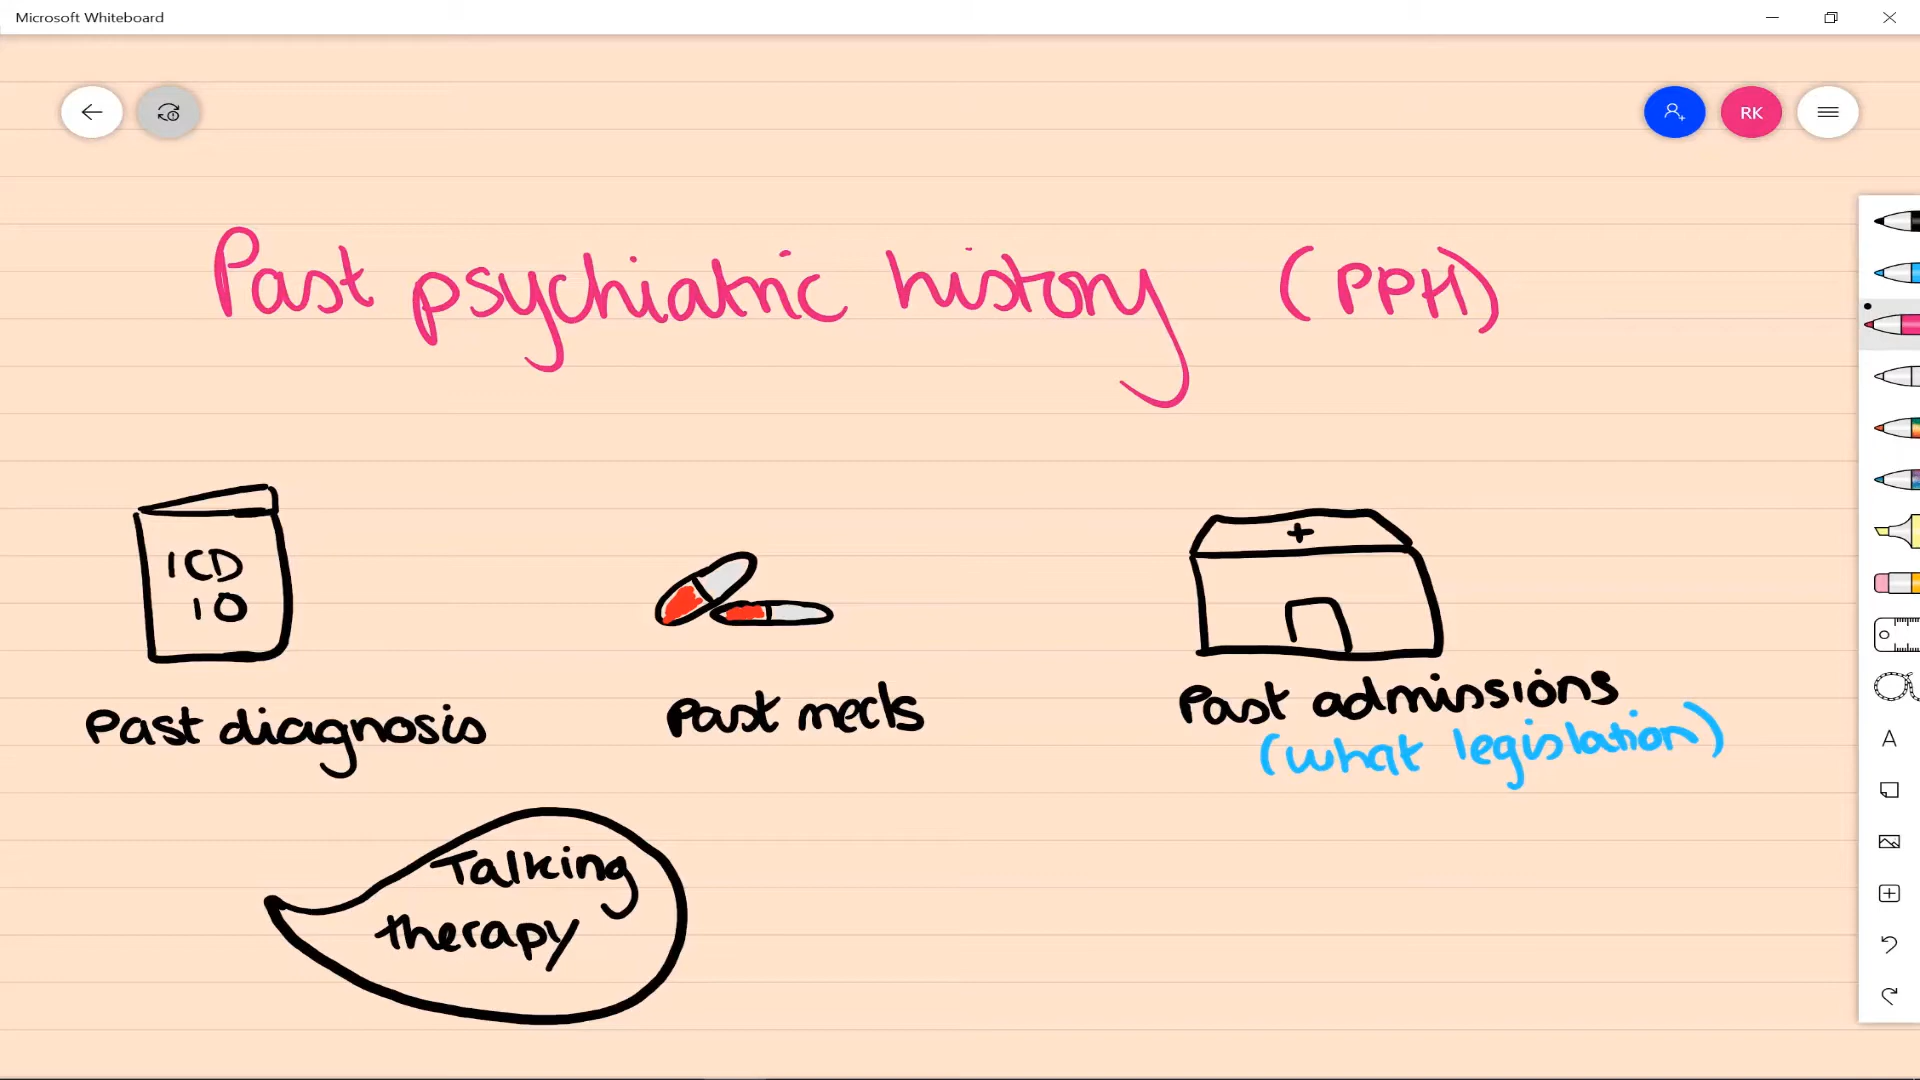 Microsoft Whiteboard
RK
Past psychiatric history (PPH)
ICD
10
Past diagnosis
Past meds
Past admissions
(what legislation)
Talking
therapy
A